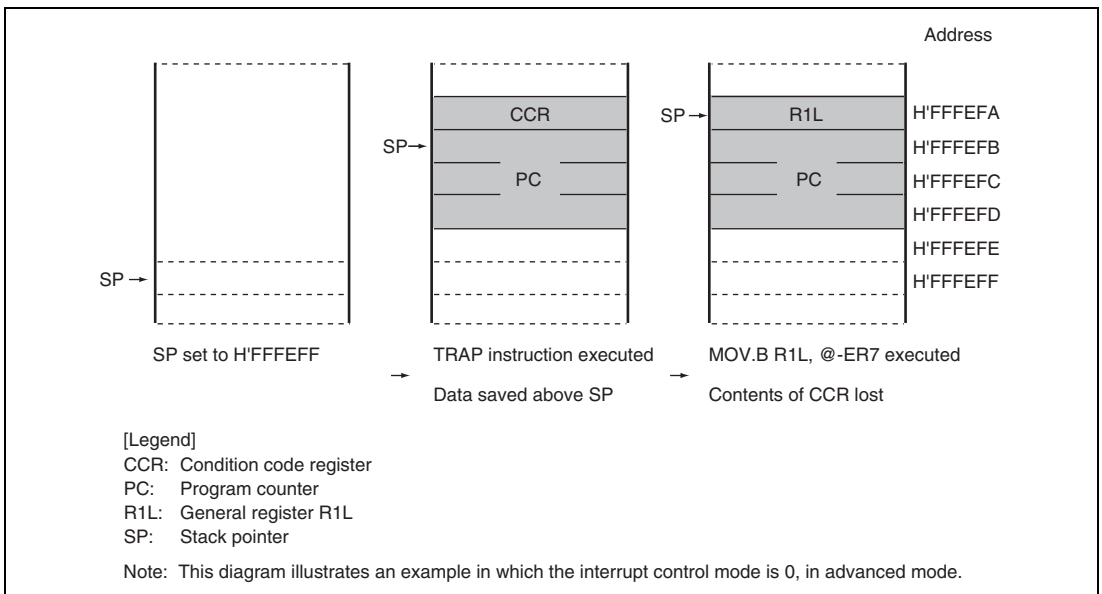 Address
CCR
SP
R1L
H'FFFEFA
SP
H'FFFEFB
PC
PC
H'FFFEFC
H'FFFEFD
H'FFFEFE
SP
H'FFFEFF
SP set to H'FFFEFF
TRAP instruction executed
MOV.B R1L, @-ER7 executed
Data saved above SP
Contents of CCR lost
[Legend]
CCR: Condition code register
PC: Program counter
R1L: General register R1L
SP: Stack pointer
Note: This diagram illustrates an example in which the interrupt control mode is 0, in advanced mode.